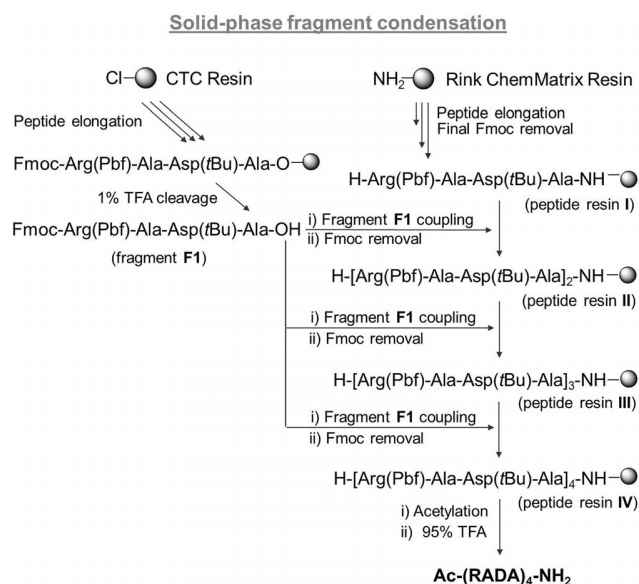 Solid-phase fragment condensation
Cl CTC Resin
NH2 Rink ChemMatrix Resin
Peptide elongation
Peptide elongation
Final Fmoc removal
Fmoc-Arg(Pbf)-Ala-Asp(tBu)-Ala-O
1% TFA cleavage
H-Arg(Pbf)-Ala-Asp(tBu)-Ala-NH
(peptide resin I)
Fmoc-Arg(Pbf)-Ala-Asp(tBu)-Ala-OH
(fragment F1)
i) Fragment F1 coupling
ii) Fmoc removal
H-[Arg(Pbf)-Ala-Asp(tBu)-Ala]2-NH
(peptide resin II)
i) Fragment F1 coupling
ii) Fmoc removal
H-[Arg(Pbf)-Ala-Asp(tBu)-Ala]3-NH
(peptide resin III)
i) Fragment F1 coupling
ii) Fmoc removal
H-[Arg(Pbf)-Ala-Asp(tBu)-Ala]4-NH
(peptide resin IV)
i) Acetylation
ii) 95% TFA
Ac-(RADA)4-NH2